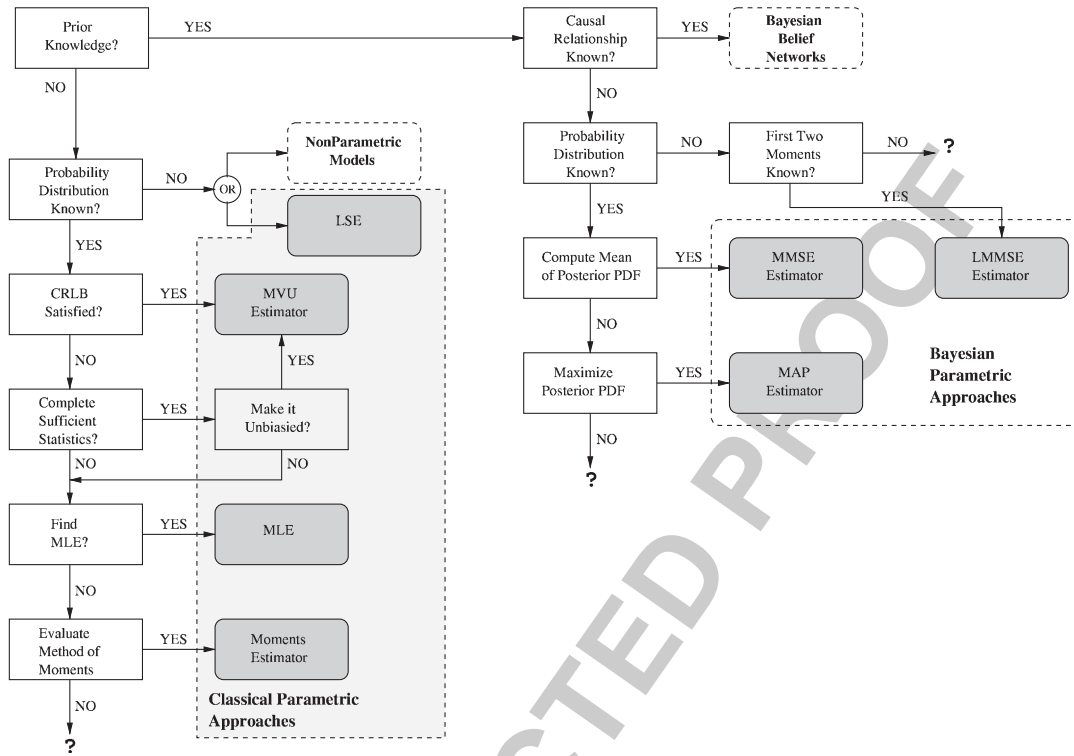 Prior
Knowledge?
YES
Causal
Relationship
Known?
YES
Bayesian
Belief
Networks
NO
NO
Probability
Distribution
Known?
NO
OR
NonParametric
Models
LSE
Probability
Distribution
Known?
NO
First Two
Moments
Known?
NO
?
YES
YES
YES
CRLB
Satisfied?
YES
MVU
Estimator
Compute Mean
of Posterior PDF
YES
MMSE
Estimator
LMMSE
Estimator
NO
YES
NO
Complete
Sufficient
Statistics?
YES
Make it
Unbiasied?
Maximize
Posterior PDF
YES
MAP
Estimator
Bayesian
Parametric
Approaches
NO
NO
NO
?
Find
MLE?
YES
MLE
NO
Evaluate
Method of
Moments
YES
Moments
Estimator
NO
?
Classical Parametric
Approaches
CTED PROOF